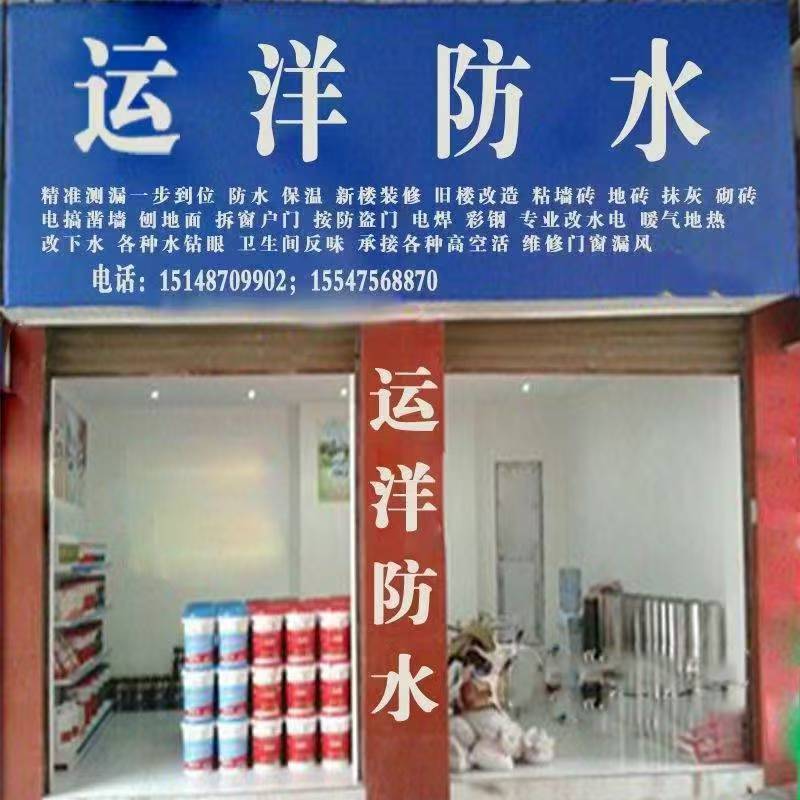 运洋防水
精准测漏一步到位 防水 保温 新楼装修 旧楼改造 粘墙砖 地砖 抹灰 砌砖
电搞凿墙 刨地面 拆窗户门 按防盗门 电焊 彩钢 专业改水电 暖气地热
改下水 各种水钻眼 卫生间反味 承接各种高空活 维修门窗漏风
电话：15148709902；15547568870
运洋防水